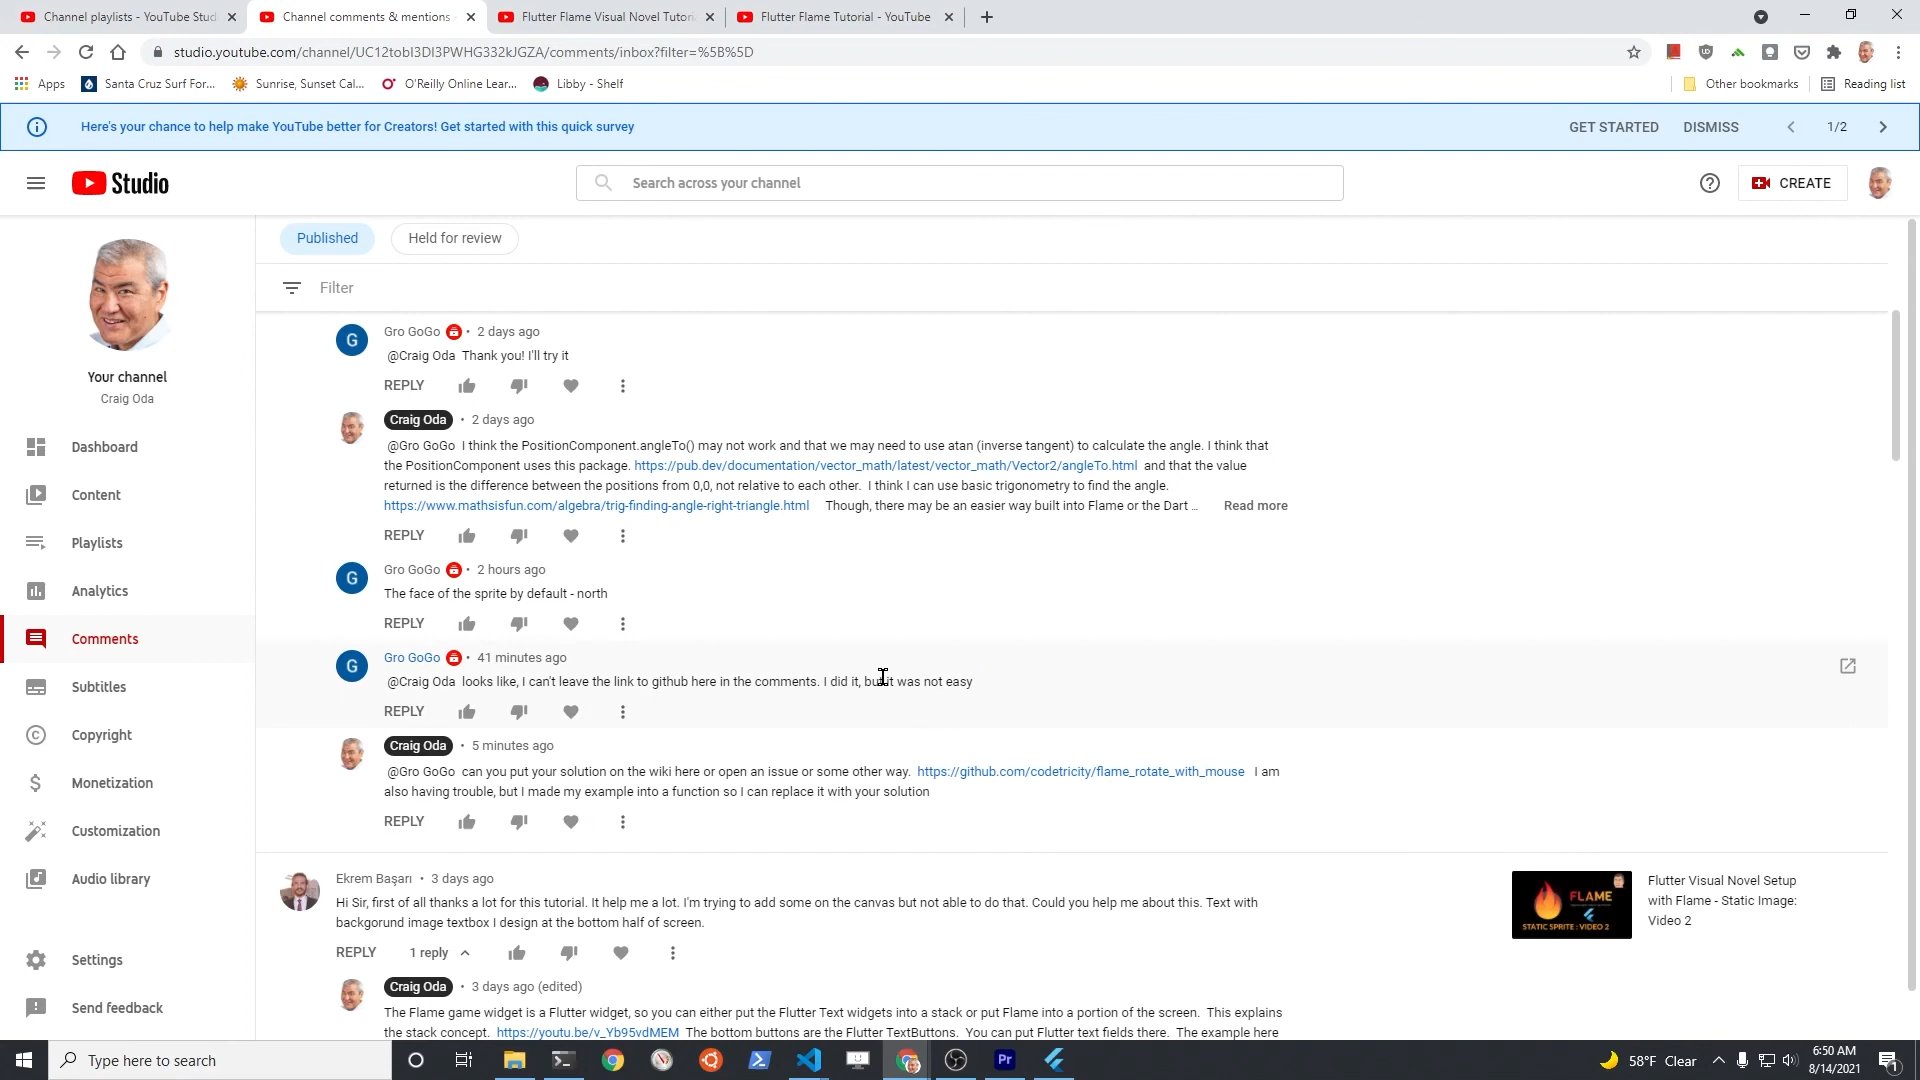 Channel playlists - YouTube Stud
Channel comments & mentions -
Flutter Flame Visual Novel Tutori
Flutter Flame Tutorial - YouTube
studio.youtube.com/channel/UC12tobI3DI3PWHG332kJGZA/comments/inbox?filter=%5B%5D
Apps
Santa Cruz Surf For...
Sunrise, Sunset Cal...
O'Reilly Online Lear...
Libby - Shelf
Other bookmarks
Reading list
Here's your chance to help make YouTube better for Creators! Get started with this quick survey
GET STARTED
DISMISS
1/2
Studio
Search across your channel
CREATE
Your channel
Craig Oda
Dashboard
Content
Playlists
Analytics
Comments
Subtitles
Copyright
Monetization
Customization
Audio library
Settings
Send feedback
Published
Held for review
Filter
G
Gro GoGo • 2 days ago
@Craig Oda Thank you! I'll try it
REPLY
Craig Oda • 2 days ago
@Gro GoGo I think the PositionComponent.angleTo() may not work and that we may need to use atan (inverse tangent) to calculate the angle. I think that
the PositionComponent uses this package. https://pub.dev/documentation/vector_math/latest/vector_math/Vector2/angleTo.html and that the value
returned is the difference between the positions from 0,0, not relative to each other. I think I can use basic trigonometry to find the angle.
https://www.mathsisfun.com/algebra/trig-finding-angle-right-triangle.html Though, there may be an easier way built into Flame or the Dart ... Read more
REPLY
G
Gro GoGo • 2 hours ago
The face of the sprite by default - north
REPLY
G
Gro GoGo • 41 minutes ago
@Craig Oda looks like, I can't leave the link to github here in the comments. I did it, but it was not easy
REPLY
Craig Oda • 5 minutes ago
@Gro GoGo can you put your solution on the wiki here or open an issue or some other way. https://github.com/codetricity/flame_rotate_with_mouse I am
also having trouble, but I made my example into a function so I can replace it with your solution
REPLY
Ekrem Başarı • 3 days ago
Hi Sir, first of all thanks a lot for this tutorial. It help me a lot. I'm trying to add some on the canvas but not able to do that. Could you help me about this. Text with
backgorund image textbox I design at the bottom half of screen.
REPLY 1 reply
FLAME
STATIC SPRITE : VIDEO 2
Flutter Visual Novel Setup
with Flame - Static Image:
Video 2
Craig Oda • 3 days ago (edited)
The Flame game widget is a Flutter widget, so you can either put the Flutter Text widgets into a stack or put Flame into a portion of the screen. This explains
the stack concept. https://youtu.be/v_Yb95vdMEM The bottom buttons are the Flutter TextButtons. You can put Flutter text fields there. The example here
Type here to search
Pr
58°F Clear
6:50 AM
8/14/2021
1